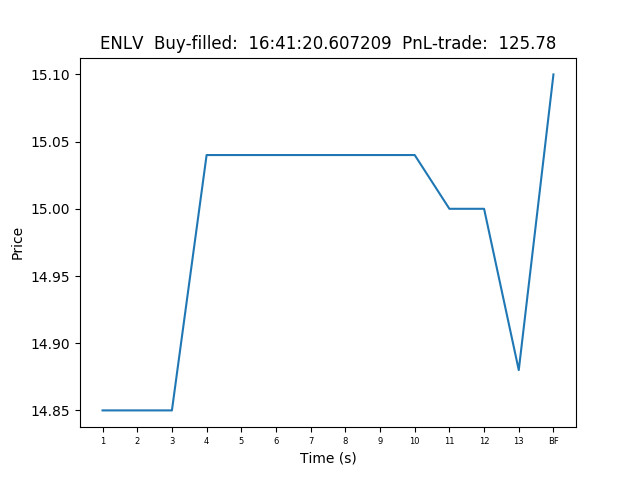 ENLV  Buy-filled:  16:41:20.607209  PnL-trade:  125.78
Price
15.10
15.05
15.00
14.95
14.90
14.85
1 2 3 4 5 6 7 8 9 10 11 12 13 BF
Time (s)